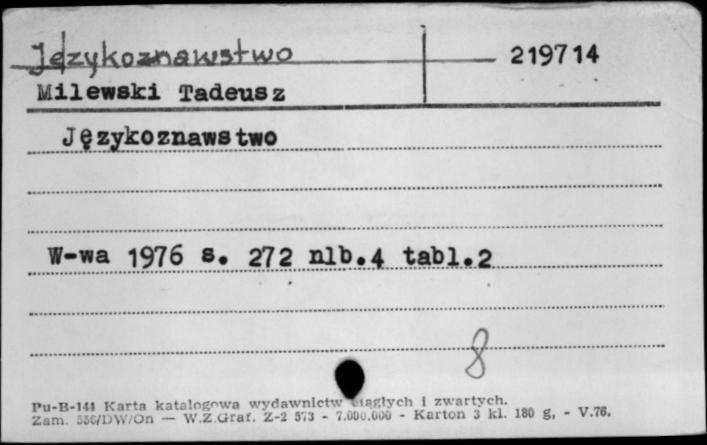 Językoznawstwo 219714
Milewski Tadeusz
Językoznawstwo
W-wa 1976 s. 272 nlb.4 tabl.2
8
Pu-B-144 Karta katalogowa wydawnictw ciągłych i zwartych.
Zam. 556/DW/On — W.Z.Graf. Z-2 573 - 7.000.000 - Karton 3 kl. 180 g, - V.76.